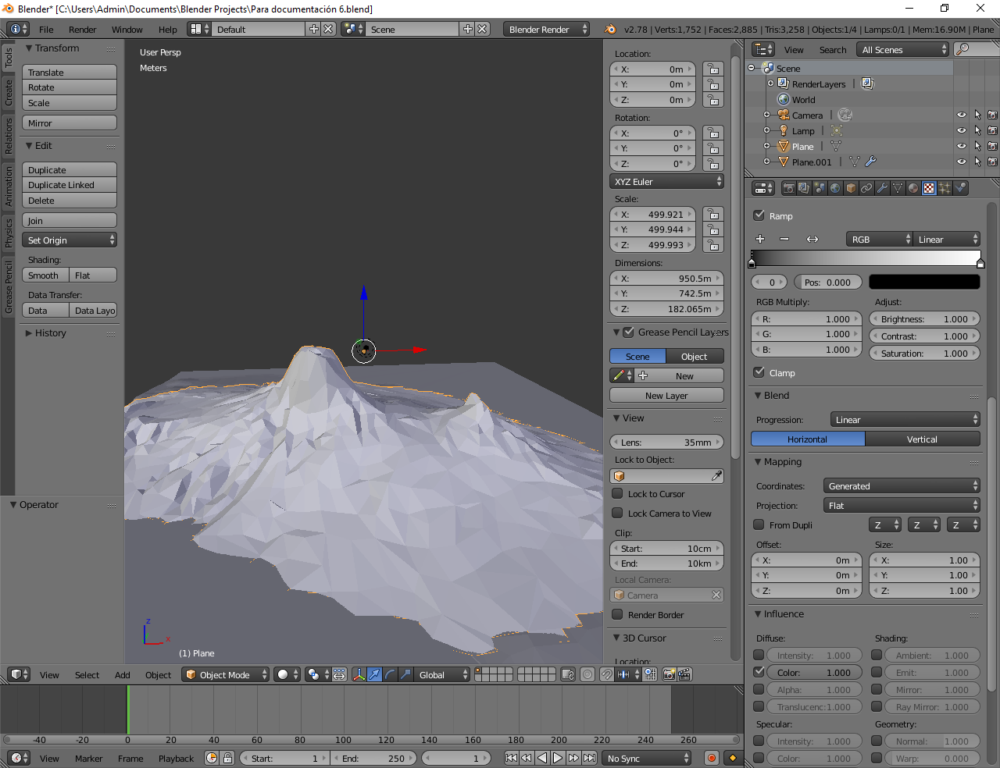 Blender* [C:\Users\Admin\Documents\Blender Projects\Para documentación 6.blend]
File Render Window Help Default Scene Blender Render v2.78 | Verts:1,752 | Faces:2,885 | Tris:3,258 | Objects:1/4 | Lamps:0/1 | Mem:16.90M | Plane
Tools
Create
Relations
Animation
Physics
Grease Pencil
Transform
Translate
Rotate
Scale
Mirror
Edit
Duplicate
Duplicate Linked
Delete
Join
Set Origin
Shading:
Smooth Flat
Data Transfer:
Data Data Layo
History
Operator
User Persp
Meters
z
x
(1) Plane
Location:
X: 0m
Y: 0m
Z: 0m
Rotation:
X: 0°
Y: 0°
Z: 0°
XYZ Euler
Scale:
X: 499.921
Y: 499.944
Z: 499.993
Dimensions:
X: 950.5m
Y: 742.5m
Z: 182.065m
Grease Pencil Layers
Scene Object
New
New Layer
View
Lens: 35mm
Lock to Object:
Lock to Cursor
Lock Camera to View
Clip:
Start: 10cm
End: 10km
Local Camera:
Camera
Render Border
3D Cursor
Location:
View Search All Scenes
Scene
RenderLayers
World
Camera
Lamp
Plane
Plane.001
Ramp
RGB Linear
0 Pos: 0.000
RGB Multiply: Adjust:
R: 1.000 Brightness: 1.000
G: 1.000 Contrast: 1.000
B: 1.000 Saturation: 1.000
Clamp
Blend
Progression: Linear
Horizontal Vertical
Mapping
Coordinates: Generated
Projection: Flat
From Dupli Z Z Z
Offset: Size:
X: 0m X: 1.00
Y: 0m Y: 1.00
Z: 0m Z: 1.00
Influence
Diffuse: Shading:
Intensity: 1.000 Ambient: 1.000
Color: 1.000 Emit: 1.000
Alpha: 1.000 Mirror: 1.000
Translucenc: 1.000 Ray Mirror: 1.000
Specular: Geometry:
Intensity: 1.000 Normal: 1.000
Color: 1.000 Warp: 0.000
View Select Add Object Object Mode Global
-40 -20 0 20 40 60 80 100 120 140 160 180 200 220 240 260
View Marker Frame Playback Start: 1 End: 250 1 No Sync